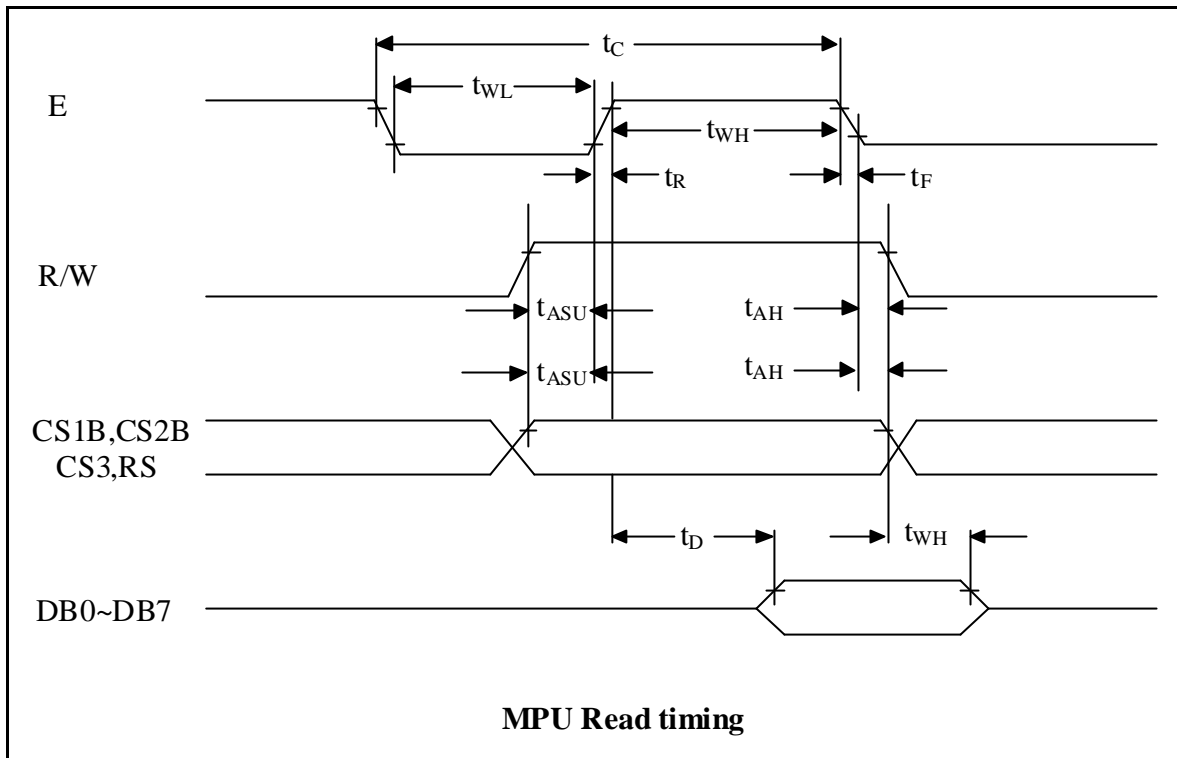 tC
tWL
E
tWH
tR
tF
R/W
tASU
tAH
tASU
tAH
CS1B,CS2B
CS3,RS
tD
tWH
DB0~DB7
MPU Read timing